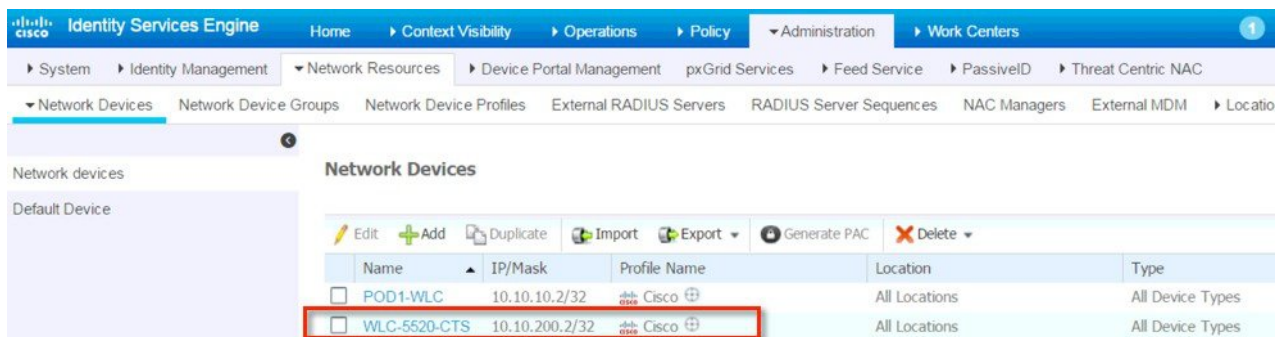 cisco Identity Services Engine Home Context Visibility Operations Policy Administration Work Centers 1
System Identity Management Network Resources Device Portal Management pxGrid Services Feed Service PassiveID Threat Centric NAC
Network Devices Network Device Groups Network Device Profiles External RADIUS Servers RADIUS Server Sequences NAC Managers External MDM Locatio
Network devices
Default Device
Network Devices
Edit Add Duplicate Import Export Generate PAC Delete
Name IP/Mask Profile Name Location Type
POD1-WLC 10.10.10.2/32 cisco Cisco All Locations All Device Types
WLC-5520-CTS 10.10.200.2/32 cisco Cisco All Locations All Device Types